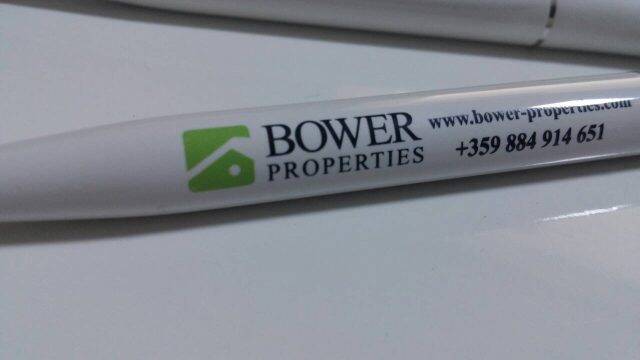 BOWER
PROPERTIES
www.bower-properties.com
+359 884 914 651